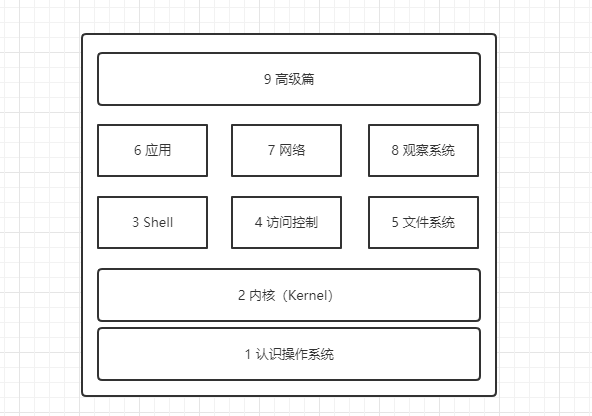 9 高级篇
6 应用
7 网络
8 观察系统
3 Shell
4 访问控制
5 文件系统
2 内核（Kernel）
1 认识操作系统